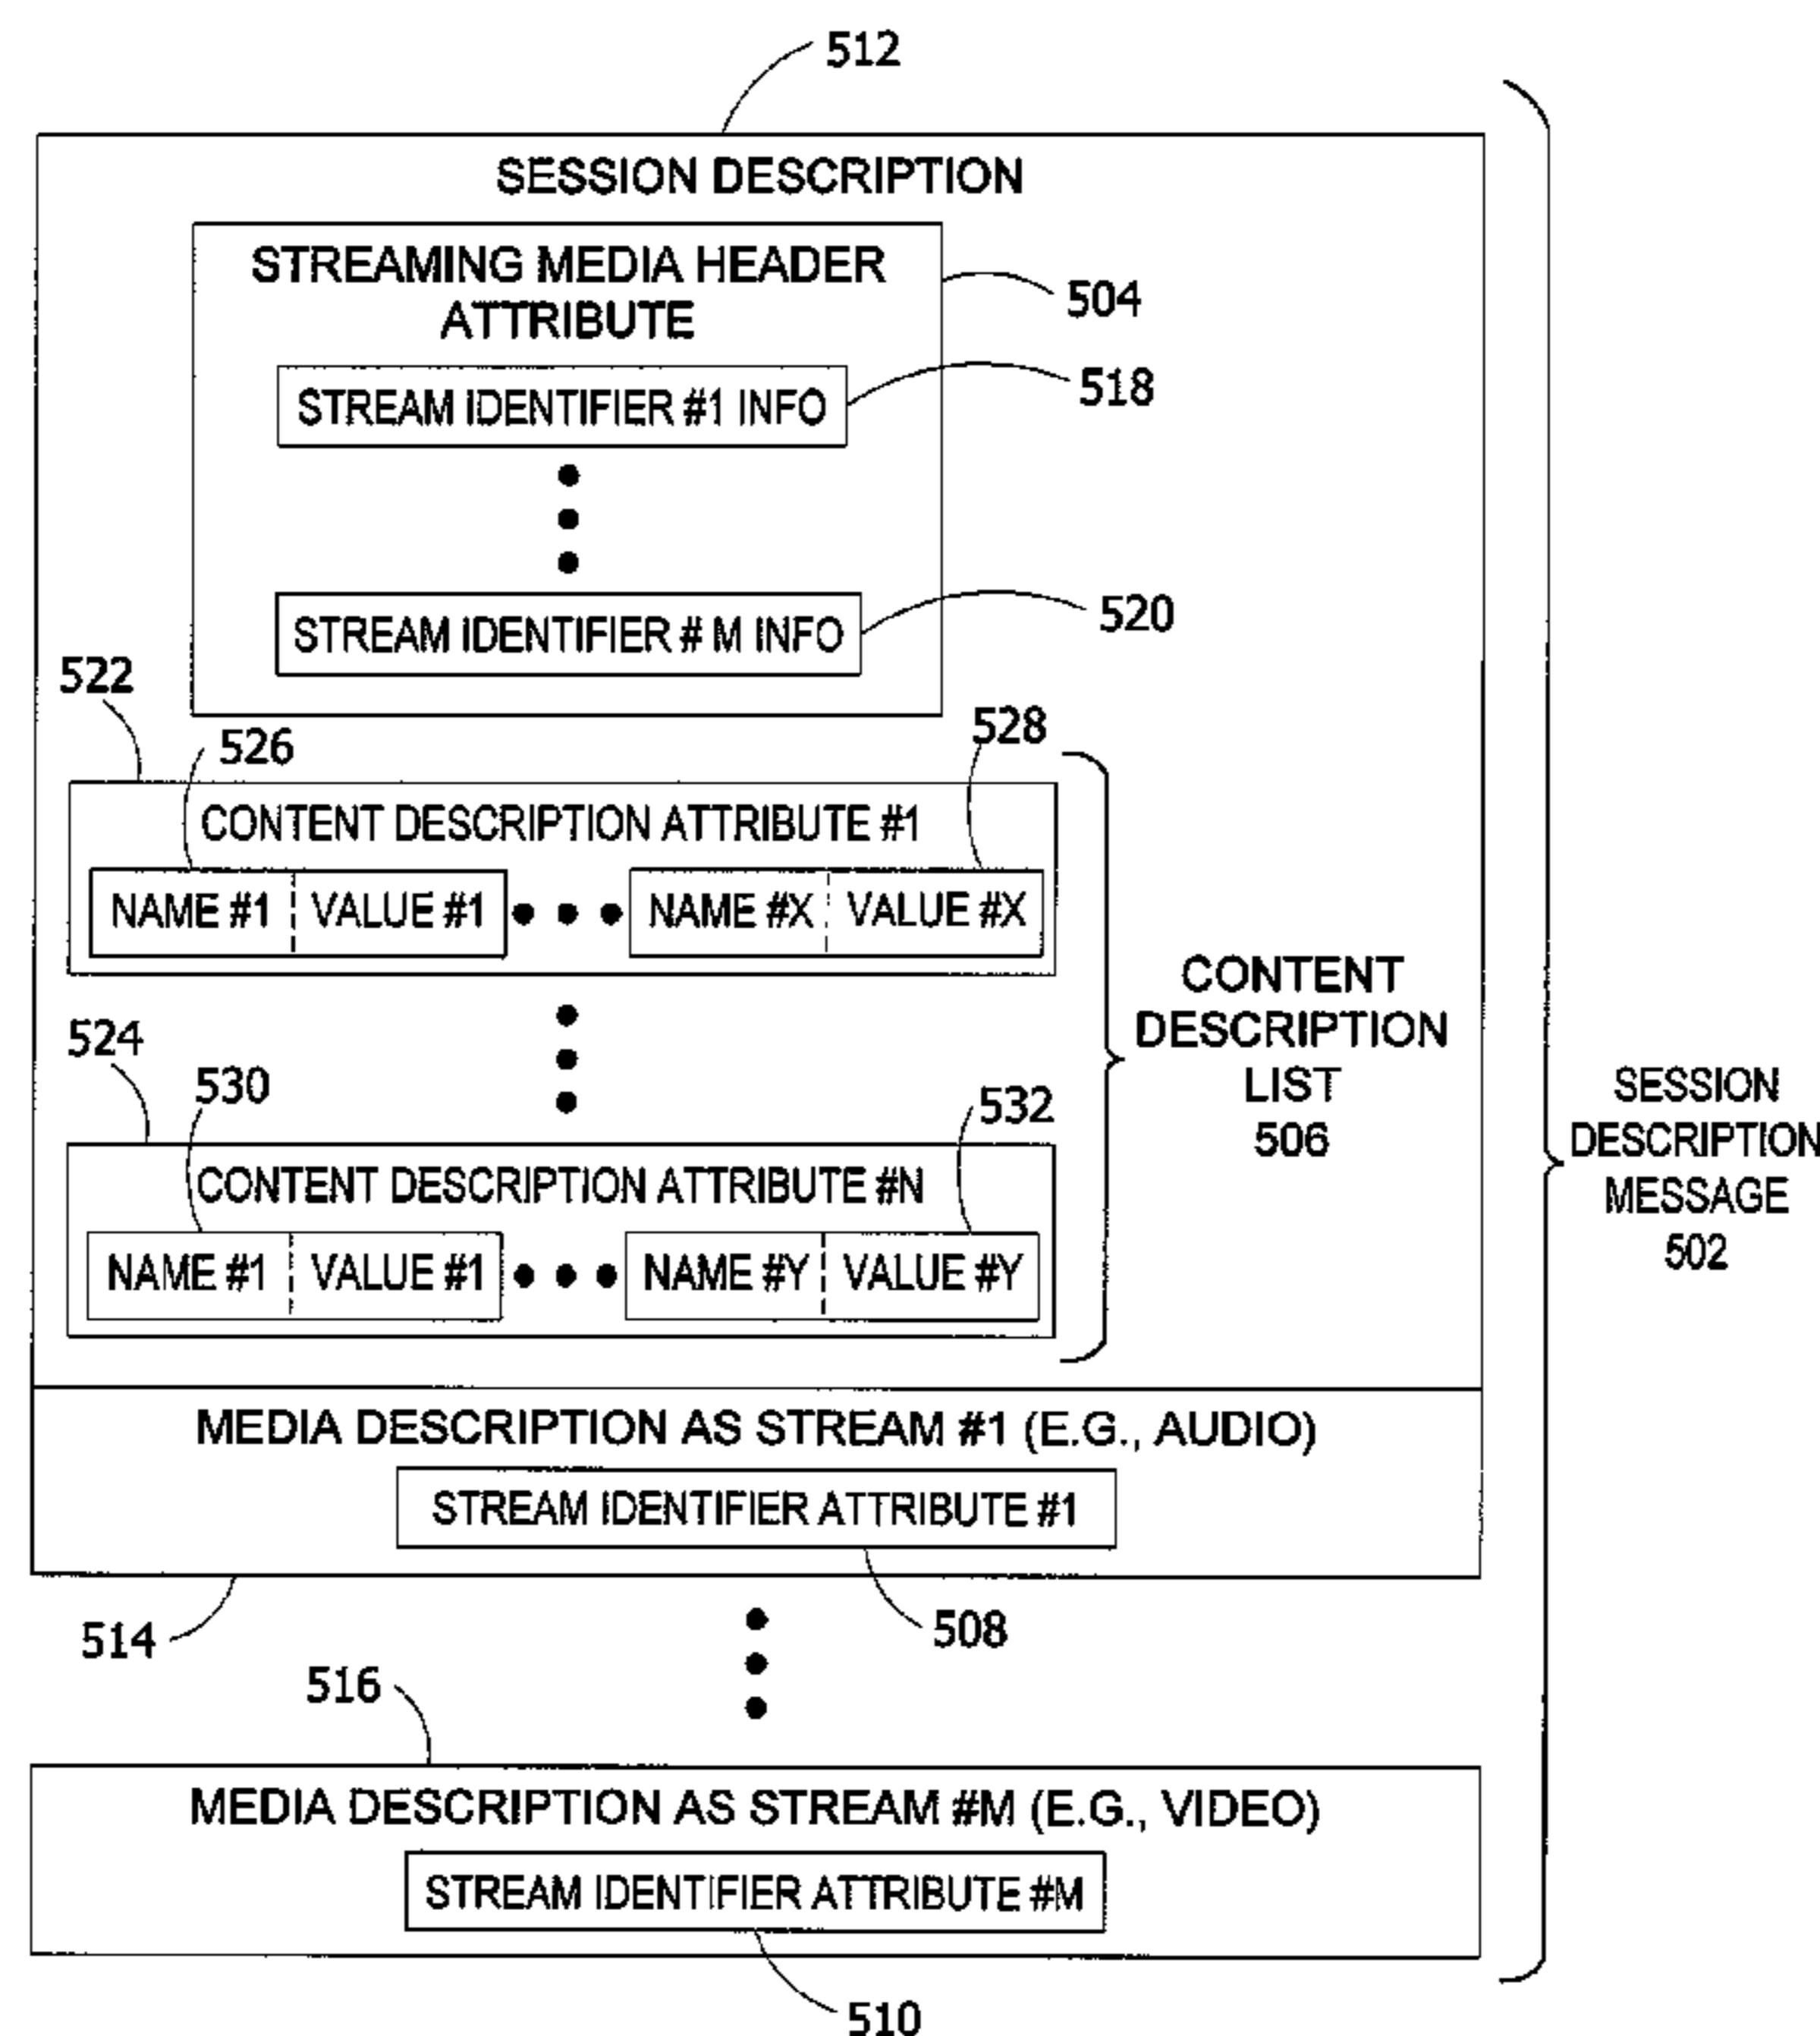 512
SESSION DESCRIPTION
STREAMING MEDIA HEADER
ATTRIBUTE
504
STREAM IDENTIFIER #1 INFO
518
STREAM IDENTIFIER # M INFO
520
522
526
528
CONTENT DESCRIPTION ATTRIBUTE #1
NAME #1 VALUE #1 NAME #X VALUE #X
524
530
532
CONTENT DESCRIPTION ATTRIBUTE #N
NAME #1 VALUE #1 NAME #Y VALUE #Y
CONTENT
DESCRIPTION
LIST
506
SESSION
DESCRIPTION
MESSAGE
502
MEDIA DESCRIPTION AS STREAM #1 (E.G., AUDIO)
STREAM IDENTIFIER ATTRIBUTE #1
514
508
516
MEDIA DESCRIPTION AS STREAM #M (E.G., VIDEO)
STREAM IDENTIFIER ATTRIBUTE #M
510